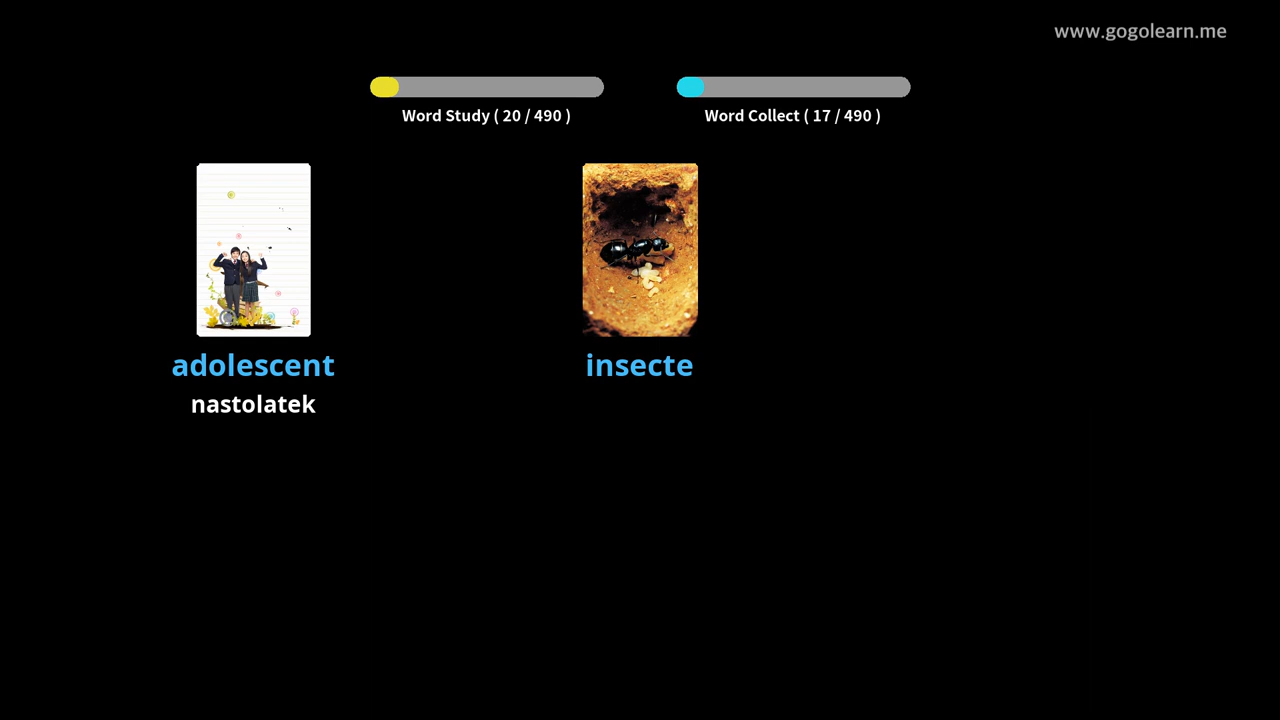 www.gogolearn.me
Word Study ( 20 / 490 )
Word Collect ( 17 / 490 )
adolescent
nastolatek
insecte